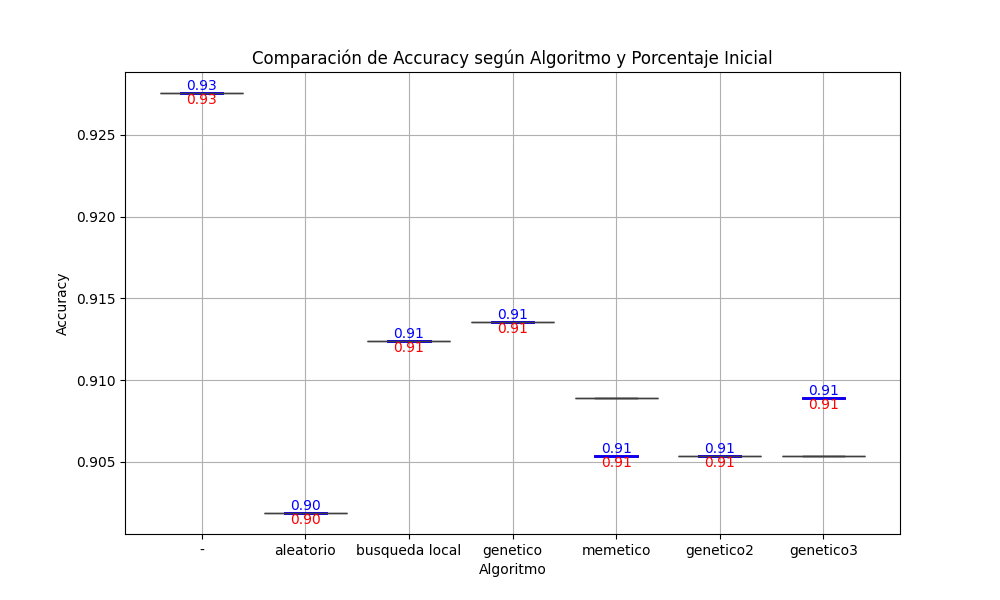 Comparación de Accuracy según Algoritmo y Porcentaje Inicial
Accuracy
0.925
0.920
0.915
0.910
0.905
0.93
0.93
0.90
0.90
0.91
0.91
0.91
0.91
0.91
0.91
0.91
0.91
0.91
0.91
-
aleatorio
busqueda local
genetico
memetico
genetico2
genetico3
Algoritmo